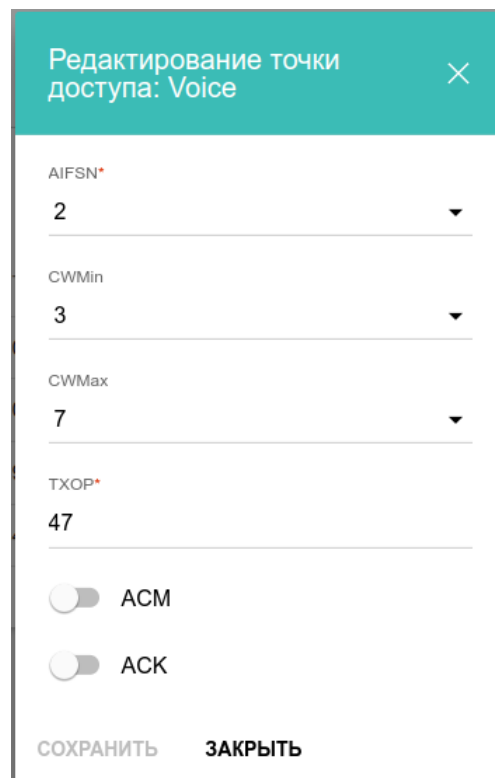 Редактирование точки
доступа: Voice
AIFSN*
2
CWMin
3
CWMax
7
TXOP*
47
ACM
ACK
СОХРАНИТЬ ЗАКРЫТЬ